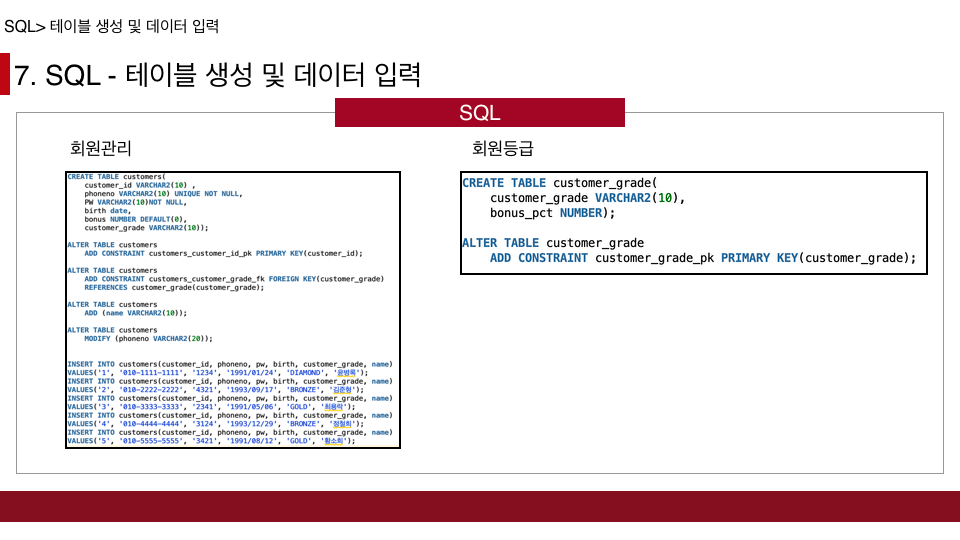 SQL> 테이블 생성 및 데이터 입력
7. SQL - 테이블 생성 및 데이터 입력
SQL
회원관리
CREATE TABLE customers(
customer_id VARCHAR2(10) ,
phoneno VARCHAR2(10) UNIQUE NOT NULL,
PW VARCHAR2(10)NOT NULL,
birth date,
bonus NUMBER DEFAULT(0),
customer_grade VARCHAR2(10));
ALTER TABLE customers
ADD CONSTRAINT customers_customer_id_pk PRIMARY KEY(customer_id);
ALTER TABLE customers
ADD CONSTRAINT customers_customer_grade_fk FOREIGN KEY(customer_grade)
REFERENCES customer_grade(customer_grade);
ALTER TABLE customers
ADD (name VARCHAR2(10));
ALTER TABLE customers
MODIFY (phoneno VARCHAR2(20));
INSERT INTO customers(customer_id, phoneno, pw, birth, customer_grade, name)
VALUES('1', '010-1111-1111', '1234', '1991/01/24', 'DIAMOND', '윤병록');
INSERT INTO customers(customer_id, phoneno, pw, birth, customer_grade, name)
VALUES('2', '010-2222-2222', '4321', '1993/09/17', 'BRONZE', '김준형');
INSERT INTO customers(customer_id, phoneno, pw, birth, customer_grade, name)
VALUES('3', '010-3333-3333', '2341', '1991/05/06', 'GOLD', '최용락');
INSERT INTO customers(customer_id, phoneno, pw, birth, customer_grade, name)
VALUES('4', '010-4444-4444', '3124', '1993/12/29', 'BRONZE', '정철희');
INSERT INTO customers(customer_id, phoneno, pw, birth, customer_grade, name)
VALUES('5', '010-5555-5555', '3421', '1991/08/12', 'GOLD', '황소희');
회원등급
CREATE TABLE customer_grade(
customer_grade VARCHAR2(10),
bonus_pct NUMBER);
ALTER TABLE customer_grade
ADD CONSTRAINT customer_grade_pk PRIMARY KEY(customer_grade);